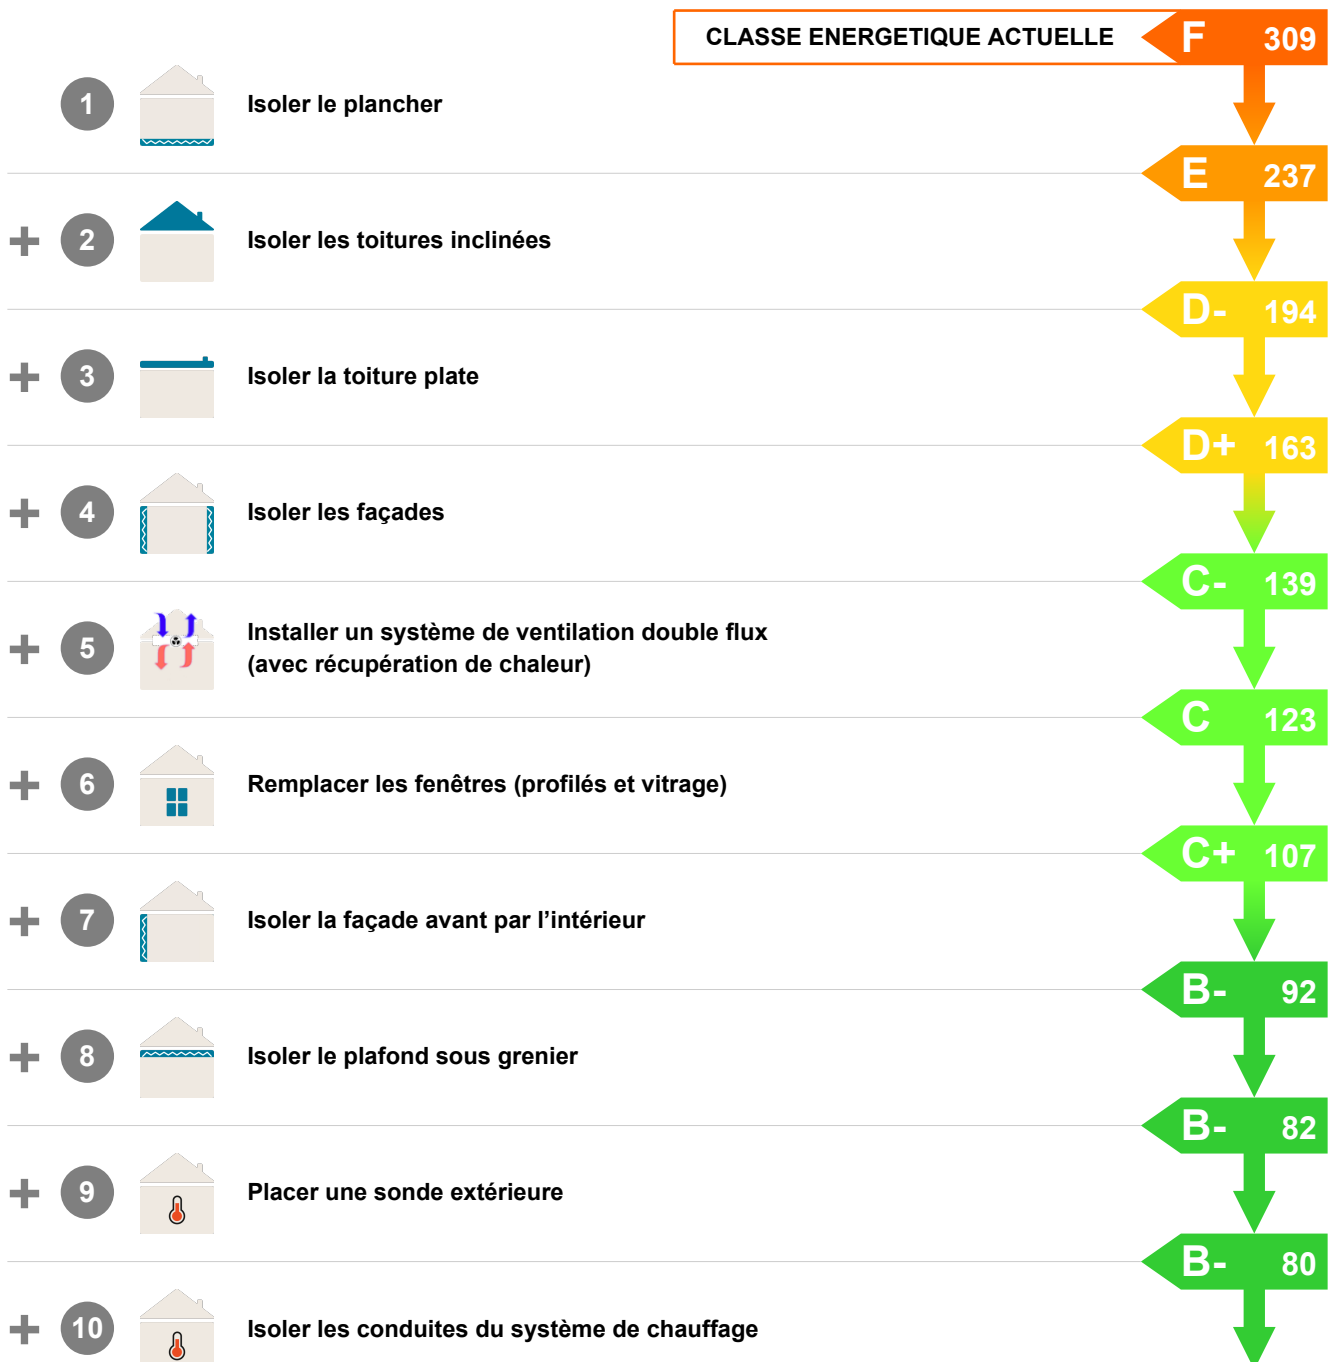 CLASSE ENERGETIQUE ACTUELLE F 309
1 Isoler le plancher
E 237
+ 2 Isoler les toitures inclinées
D- 194
+ 3 Isoler la toiture plate
D+ 163
+ 4 Isoler les façades
C- 139
+ 5 Installer un système de ventilation double flux
(avec récupération de chaleur)
C 123
+ 6 Remplacer les fenêtres (profilés et vitrage)
C+ 107
+ 7 Isoler la façade avant par l’intérieur
B- 92
+ 8 Isoler le plafond sous grenier
B- 82
+ 9 Placer une sonde extérieure
B- 80
+ 10 Isoler les conduites du système de chauffage